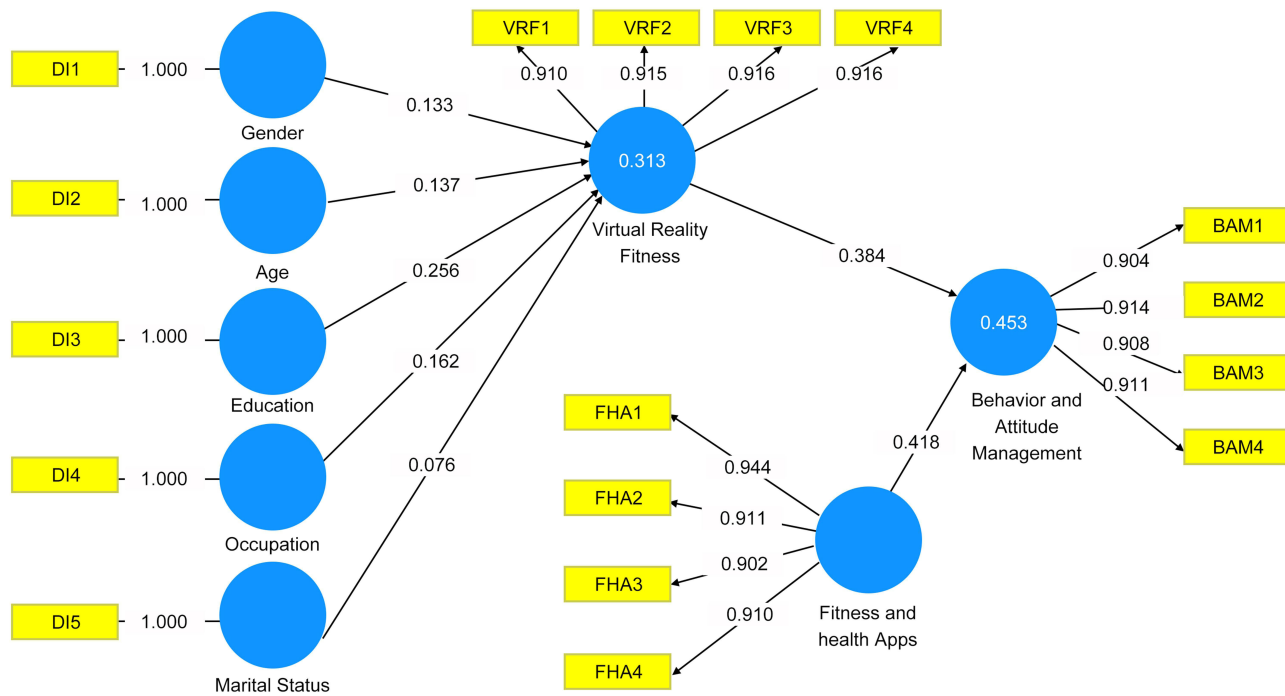 VRF1
VRF2
VRF3
VRF4
DI1
1.000
0.910
0.915
0.916
0.916
0.133
Gender
0.313
DI2
1.000
0.137
Virtual Reality
Fitness
Age
0.256
0.384
BAM1
0.904
BAM2
0.914
0.453
0.908
BAM3
0.911
BAM4
DI3
1.000
0.162
Education
Behavior and
Attitude
Management
FHA1
0.418
0.944
DI4
1.000
0.076
FHA2
0.911
Occupation
0.902
FHA3
0.910
Fitness and
health Apps
DI5
1.000
FHA4
Marital Status